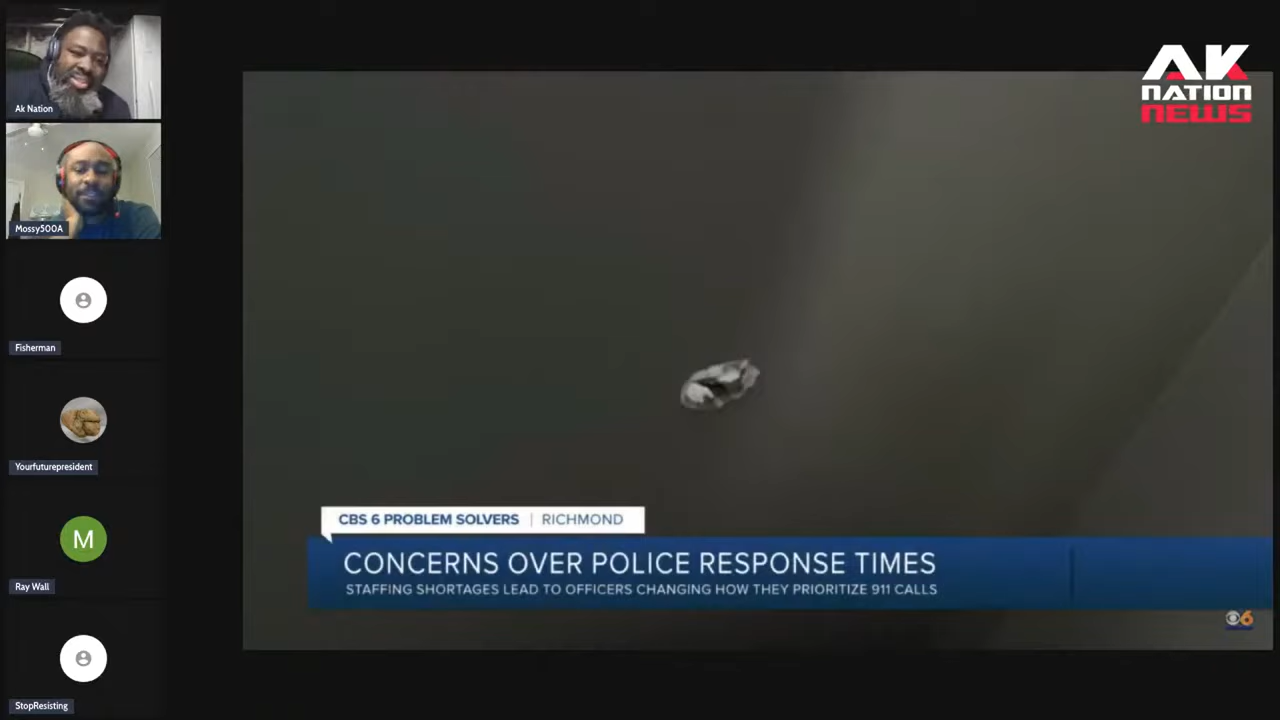 Ak Nation
Mossy500A
Fisherman
Yourfuturepresident
M
Ray Wall
StopResisting
AK
NATION
NEWS
CBS 6 PROBLEM SOLVERS | RICHMOND
CONCERNS OVER POLICE RESPONSE TIMES
STAFFING SHORTAGES LEAD TO OFFICERS CHANGING HOW THEY PRIORITIZE 911 CALLS
6